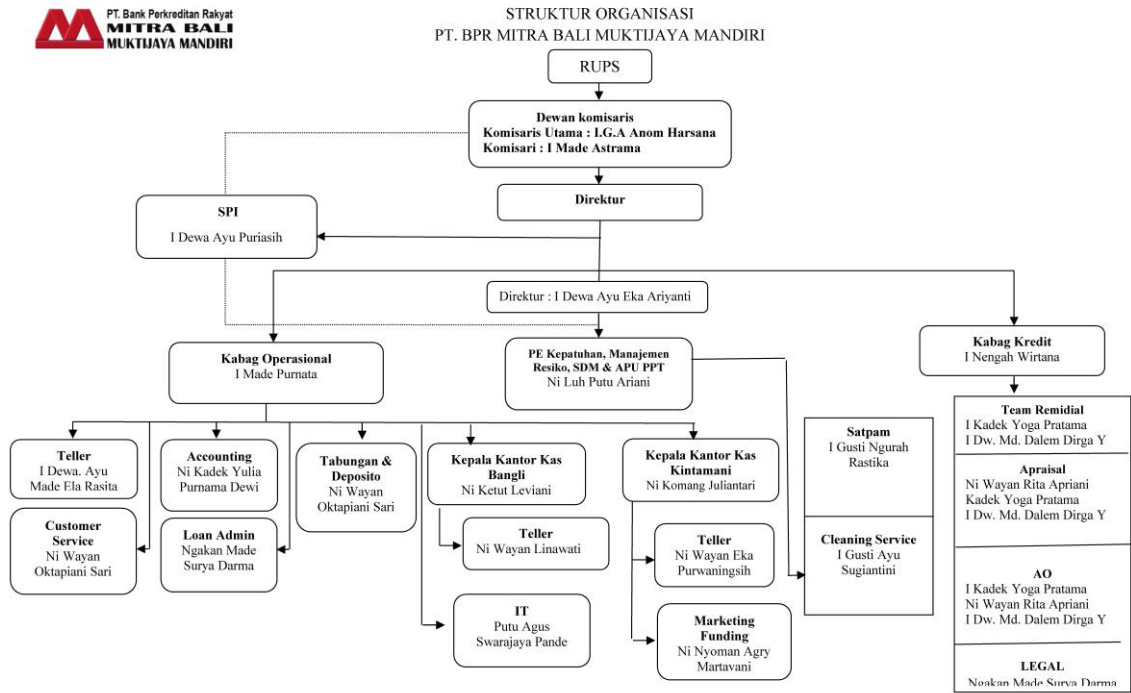 PT. Bank Perkreditan Rakyat
MITRA BALI
MUKTIJAYA MANDIRI
STRUKTUR ORGANISASI
PT. BPR MITRA BALI MUKTIJAYA MANDIRI
RUPS
Dewan komisaris
Komisaris Utama : I.G.A Anom Harsana
Komisari : I Made Astrama
Direktur
SPI
I Dewa Ayu Puriasih
Direktur : I Dewa Ayu Eka Ariyanti
Kabag Operasional
I Made Purnata
PE Kepatuhan, Manajemen
Resiko, SDM & APU PPT
Ni Luh Putu Ariani
Kabag Kredit
I Nengah Wirtana
Teller
I Dewa. Ayu
Made Ela Rasita
Accounting
Ni Kadek Yulia
Purnama Dewi
Tabungan &
Deposito
Ni Wayan
Oktapiani Sari
Kepala Kantor Kas
Bangli
Ni Ketut Leviani
Kepala Kantor Kas
Kintamani
Ni Komang Juliantari
Satpam
I Gusti Ngurah
Rastika
Team Remidial
I Kadek Yoga Pratama
I Dw. Md. Dalem Dirga Y
Apraisal
Ni Wayan Rita Apriani
Kadek Yoga Pratama
I Dw. Md. Dalem Dirga Y
Customer
Service
Ni Wayan
Oktapiani Sari
Loan Admin
Ngakan Made
Surya Darma
Teller
Ni Wayan Linawati
Teller
Ni Wayan Eka
Purwaningsih
Cleaning Service
I Gusti Ayu
Sugiantini
AO
I Kadek Yoga Pratama
Ni Wayan Rita Apriani
I Dw. Md. Dalem Dirga Y
IT
Putu Agus
Swarajaya Pande
Marketing
Funding
Ni Nyoman Agry
Martavani
LEGAL
Ngakan Made Surya Darma